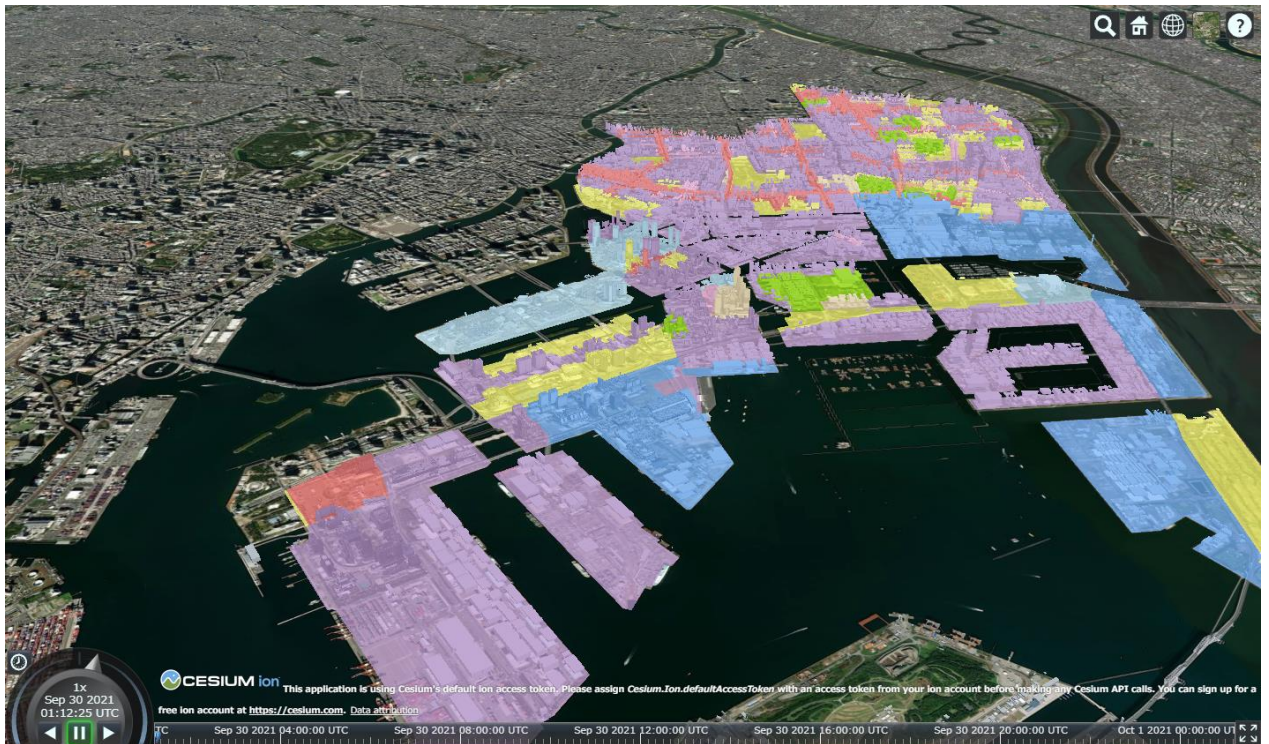 ?
1x
Sep 30 2021
01:12:25 UTC
CESIUM ion
This application is using Cesium's default ion access token. Please assign Cesium.Ion.defaultAccessToken with an access token from your ion account before making any Cesium API calls. You can sign up for a
free ion account at https://cesium.com. Data attribution
TC Sep 30 2021 04:00:00 UTC Sep 30 2021 08:00:00 UTC Sep 30 2021 12:00:00 UTC Sep 30 2021 16:00:00 UTC Sep 30 2021 20:00:00 UTC Oct 1 2021 00:00:00 UT